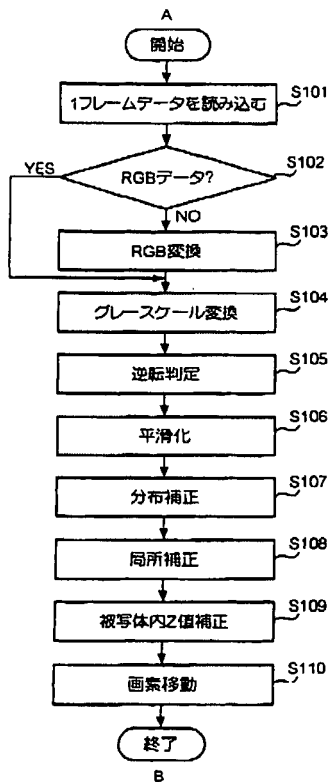 A
開始
1フレームデータを読み込む
S101
RGBデータ?
S102
YES
NO
RGB変換
S103
グレースケール変換
S104
逆転判定
S105
平滑化
S106
分布補正
S107
局所補正
S108
被写体内Z値補正
S109
画素移動
S110
終了
B